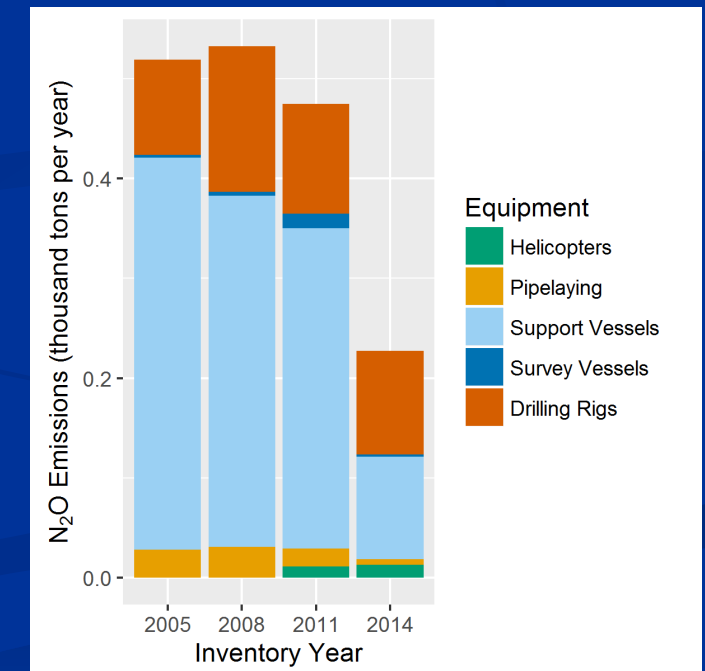 N₂O Emissions (thousand tons per year)
0.4
0.2
0.0
2005 2008 2011 2014
Inventory Year
Equipment
Helicopters
Pipelaying
Support Vessels
Survey Vessels
Drilling Rigs